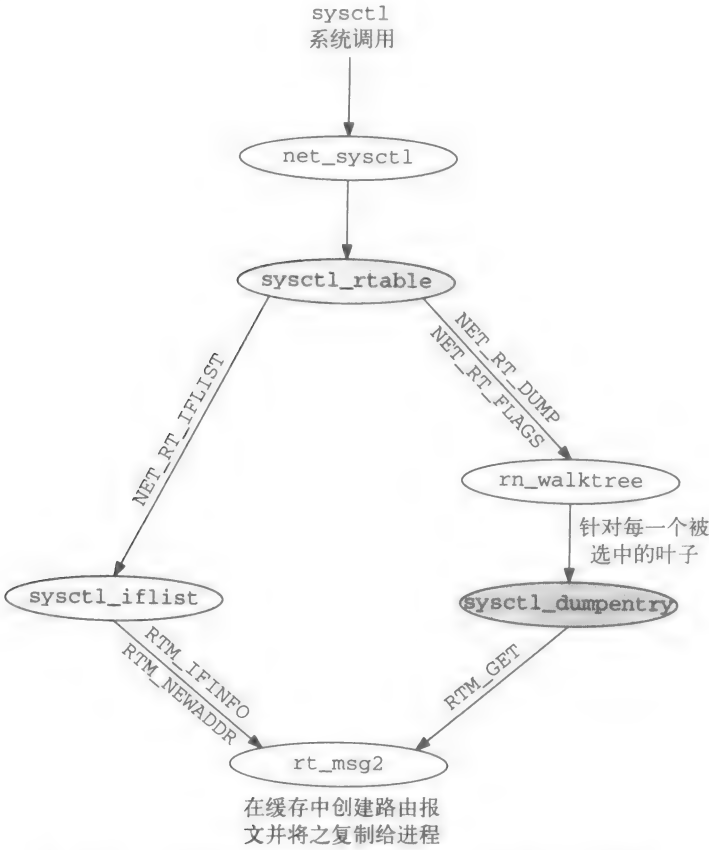 sysctl
系统调用
net_sysctl
sysctl_rtable
NET_RT_IFLIST
NET_RT_DUMP
NET_RT_FLAGS
rn_walktree
针对每一个被
选中的叶子
sysctl_iflist
sysctl_dumpentry
RTM_IFINFO
RTM_NEWADDR
RTM_GET
rt_msg2
在缓存中创建路由报
文并将之复制给进程